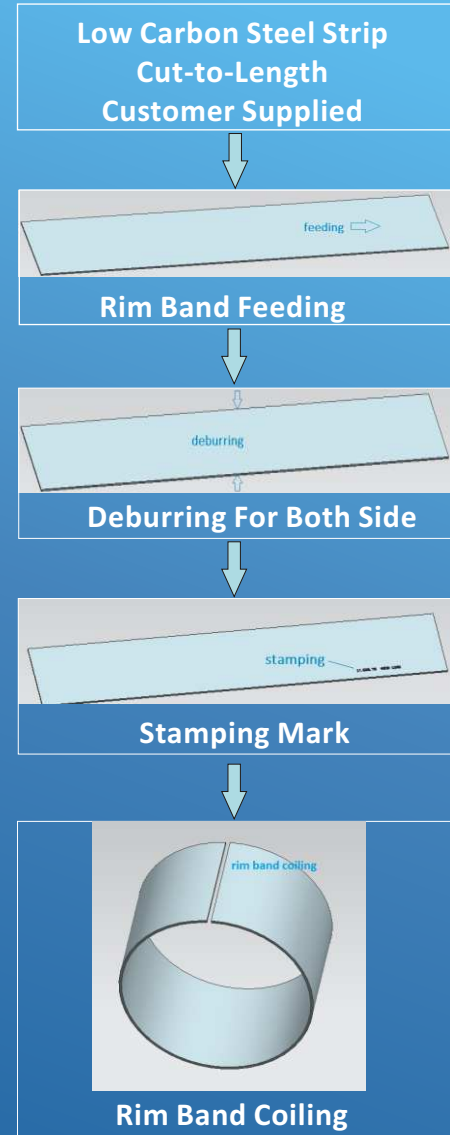 Low Carbon Steel Strip
Cut-to-Length
Customer Supplied
feeding
Rim Band Feeding
deburring
Deburring For Both Side
stamping
Stamping Mark
rim band coiling
Rim Band Coiling